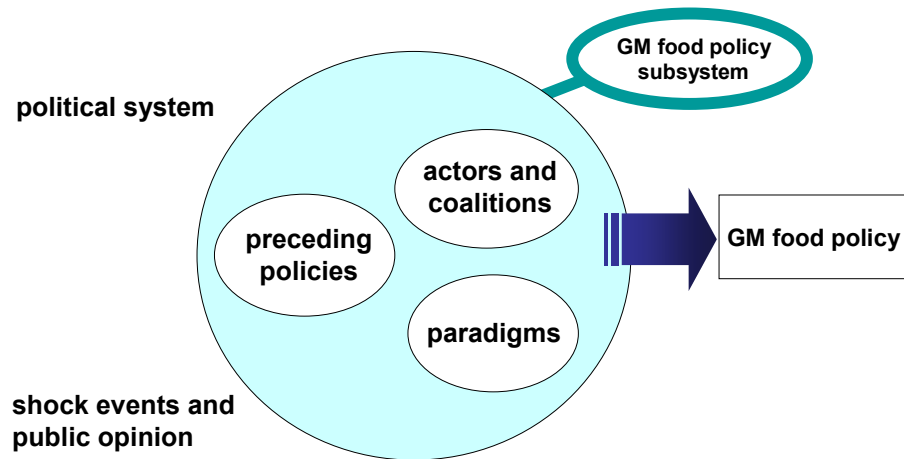 GM food policy
subsystem
political system
actors and
coalitions
preceding
policies
GM food policy
paradigms
shock events and
public opinion